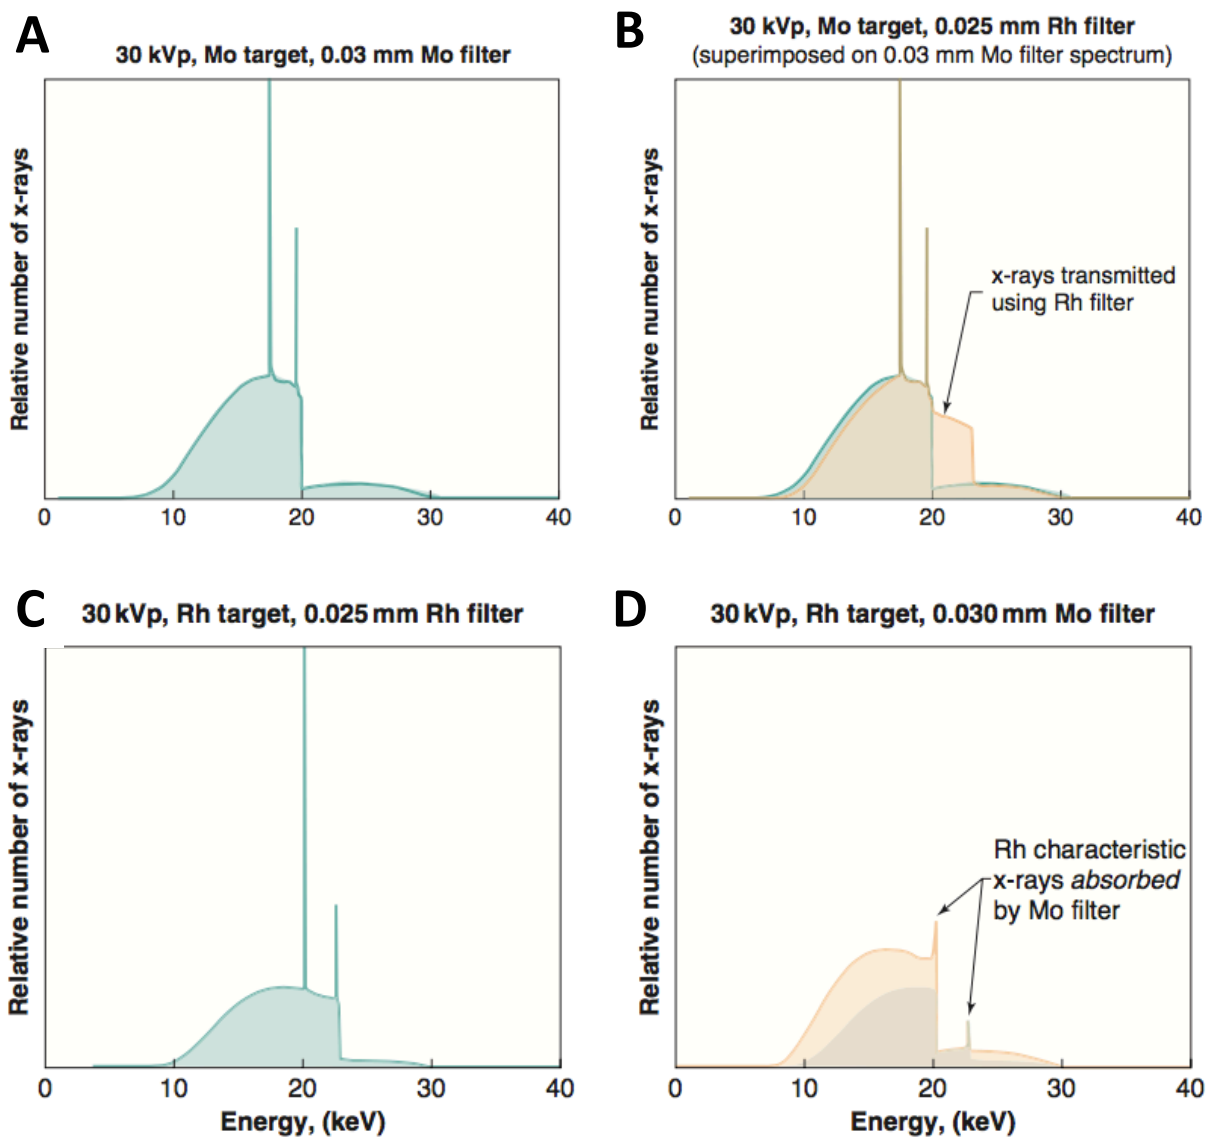 A
30 kVp, Mo target, 0.03 mm Mo filter
Relative number of x-rays
0 10 20 30 40
B
30 kVp, Mo target, 0.025 mm Rh filter
(superimposed on 0.03 mm Mo filter spectrum)
Relative number of x-rays
x-rays transmitted
using Rh filter
0 10 20 30 40
C
30 kVp, Rh target, 0.025 mm Rh filter
Relative number of x-rays
0 10 20 30 40
Energy, (keV)
D
30 kVp, Rh target, 0.030 mm Mo filter
Relative number of x-rays
Rh characteristic
x-rays absorbed
by Mo filter
0 10 20 30 40
Energy, (keV)